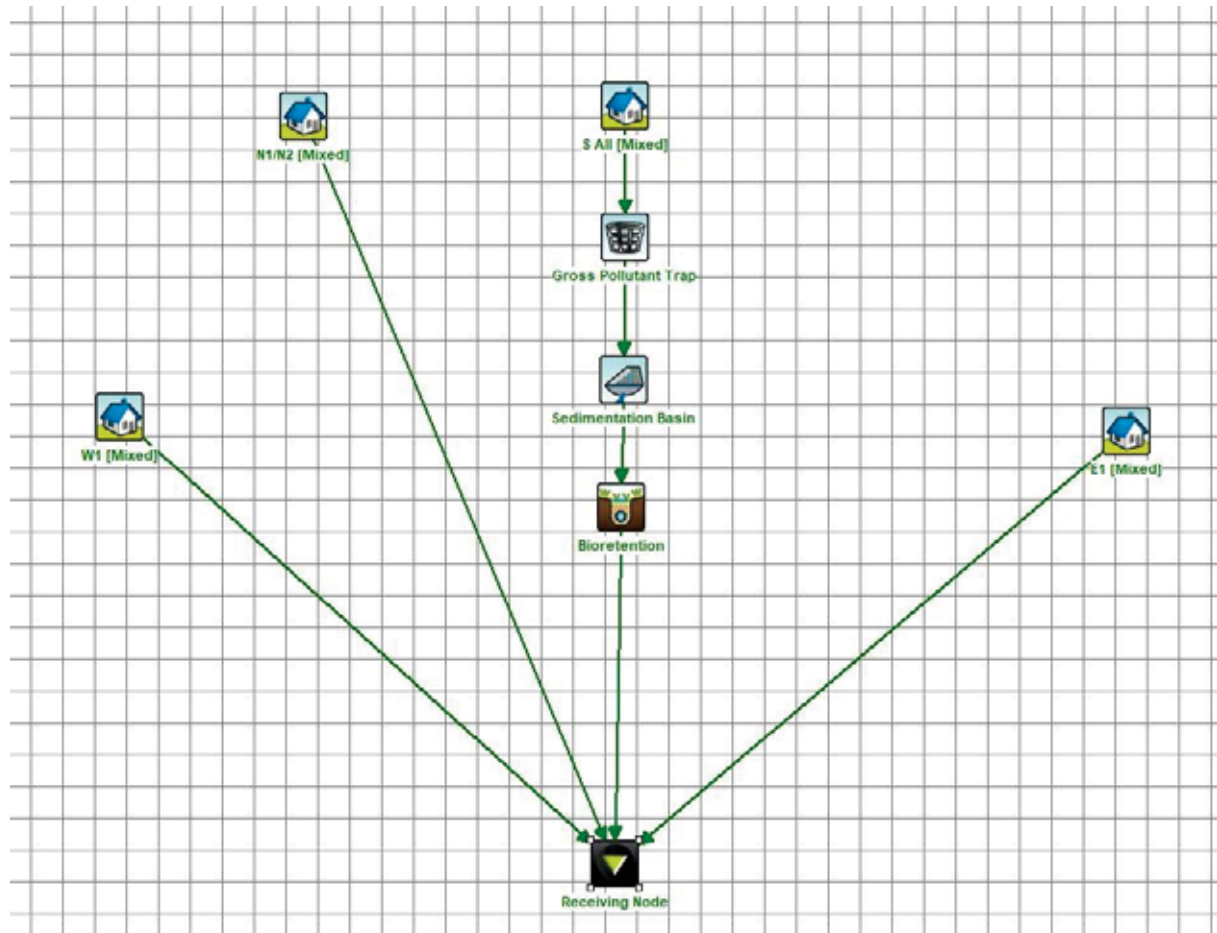 N1/N2 [Mixed]
S All [Mixed]
Gross Pollutant Trap
Sedimentation Basin
W1 [Mixed]
E1 [Mixed]
Bioretention
Receiving Node